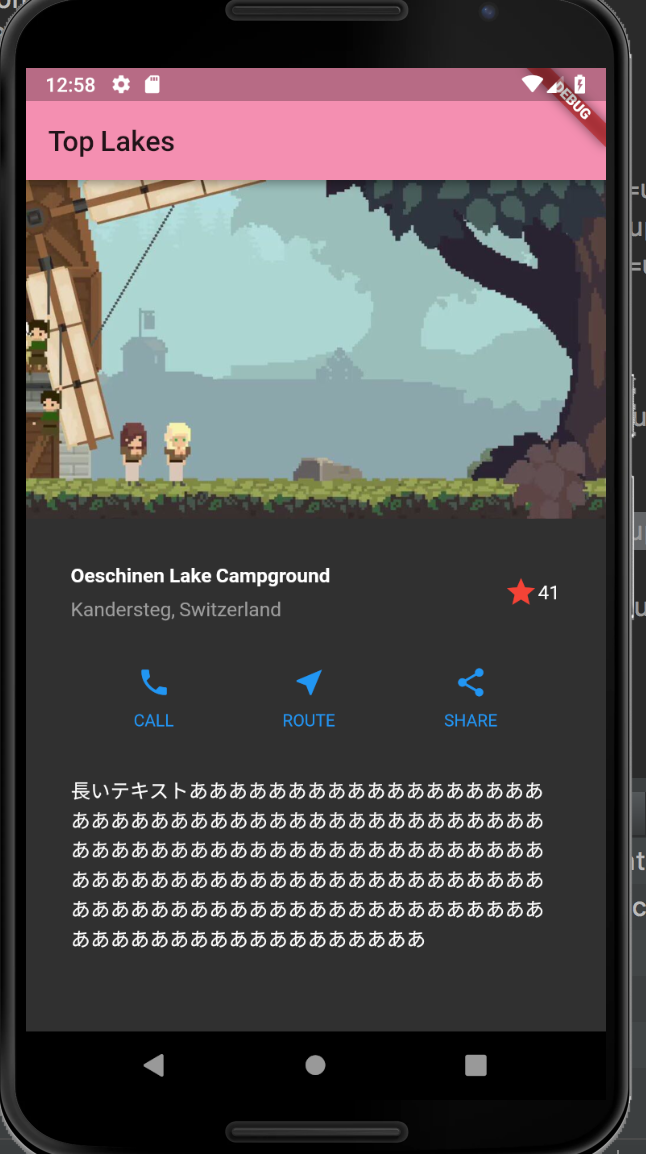 12:58
DEBUG
Top Lakes
Oeschinen Lake Campground
41
Kandersteg, Switzerland
CALL
ROUTE
SHARE
長いテキストああああああああああああああああああ
ああああああああああああああああああああああああ
ああああああああああああああああああああああああ
ああああああああああああああああああああああああ
ああああああああああああああああああああああああ
ああああああああああああああああああ